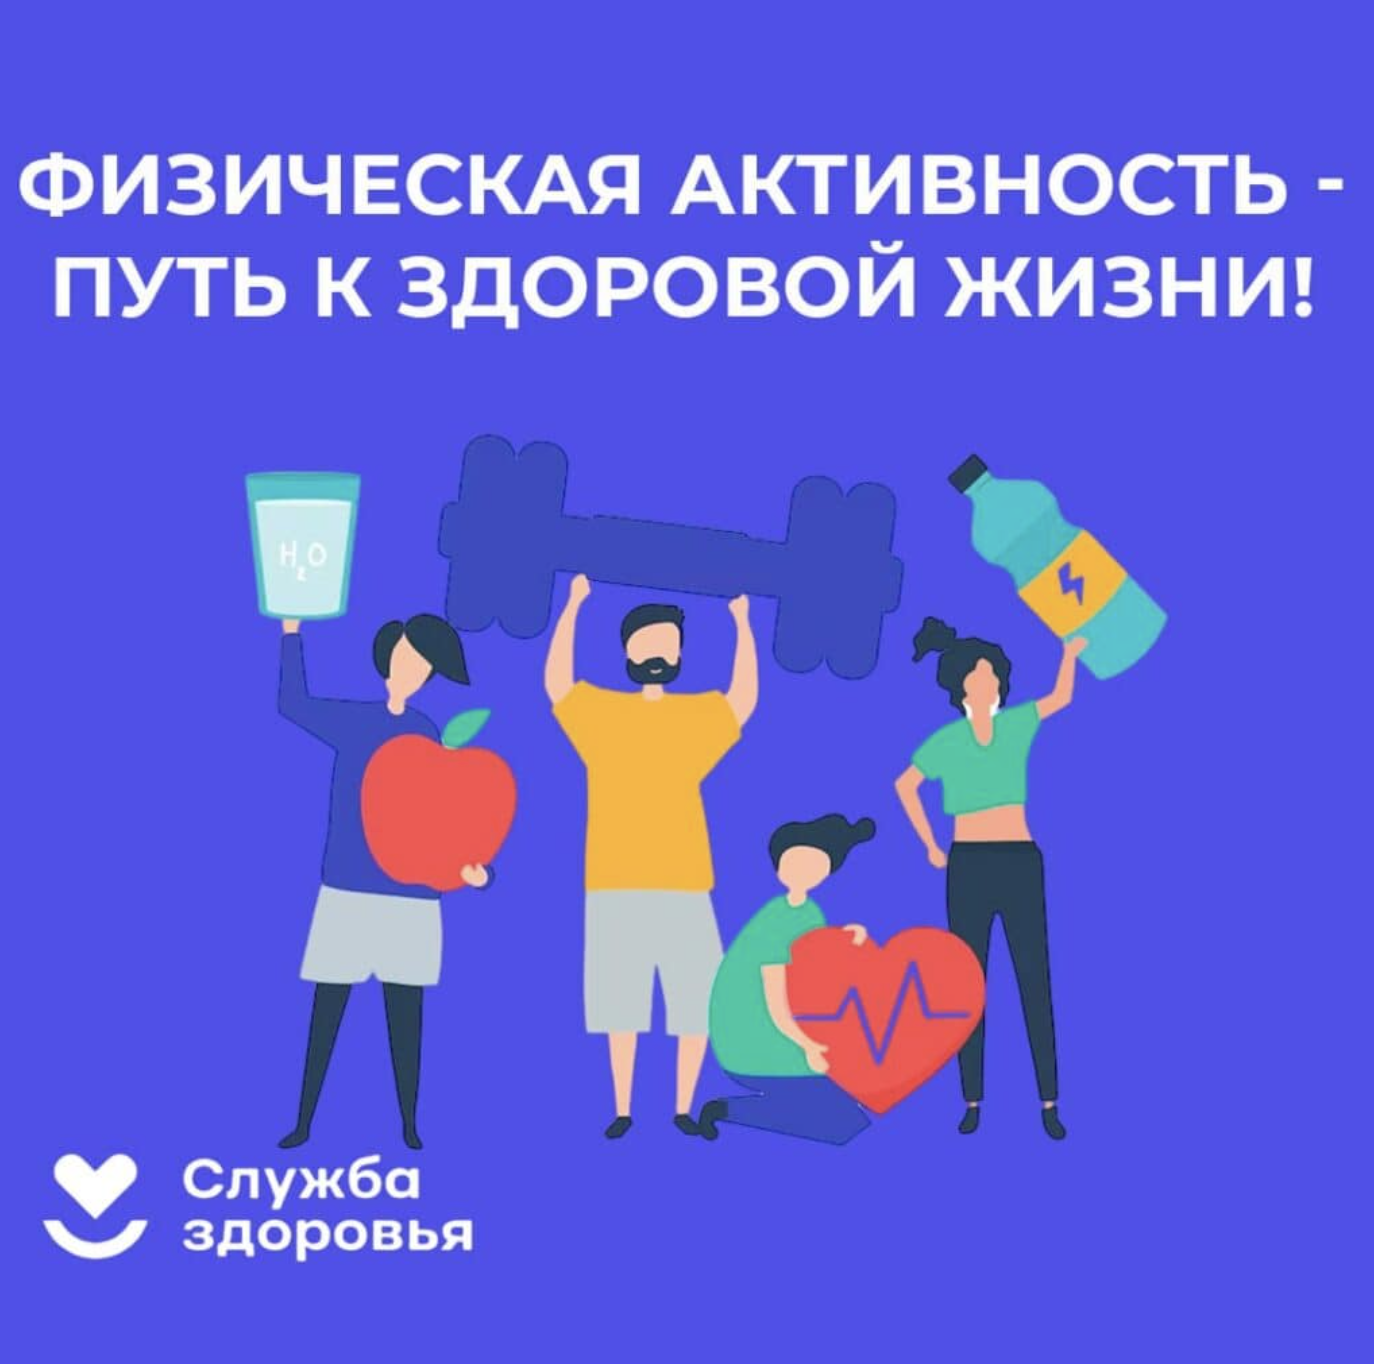 ФИЗИЧЕСКАЯ АКТИВНОСТЬ -
ПУТЬ К ЗДОРОВОЙ ЖИЗНИ!
H2O
Служба
здоровья